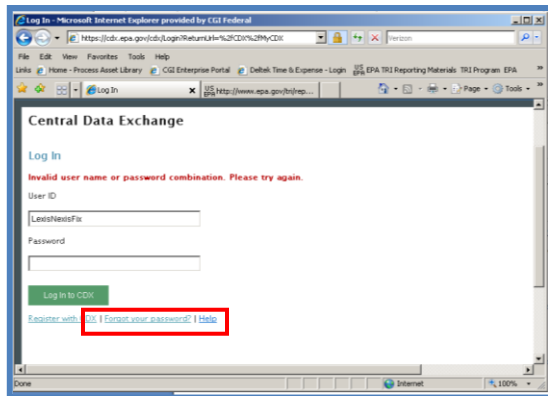 Log In - Microsoft Internet Explorer provided by CGI Federal
https://cdx.epa.gov/cdx/Login?ReturnUrl=%2fCDX%2fMyCDX
Verizon
File Edit View Favorites Tools Help
Links Home - Process Asset Library CGI Enterprise Portal Deltek Time & Expense - Login US EPA EPA TRI Reporting Materials TRI Program EPA »
Log In X US EPA http://www.epa.gov/tri/rep... Page Tools »
Central Data Exchange
Log In
Invalid user name or password combination. Please try again.
User ID
LexisNexisFix
Password
Log In to CDX
Register with CDX | Forgot your password? | Help
Done Internet 100%